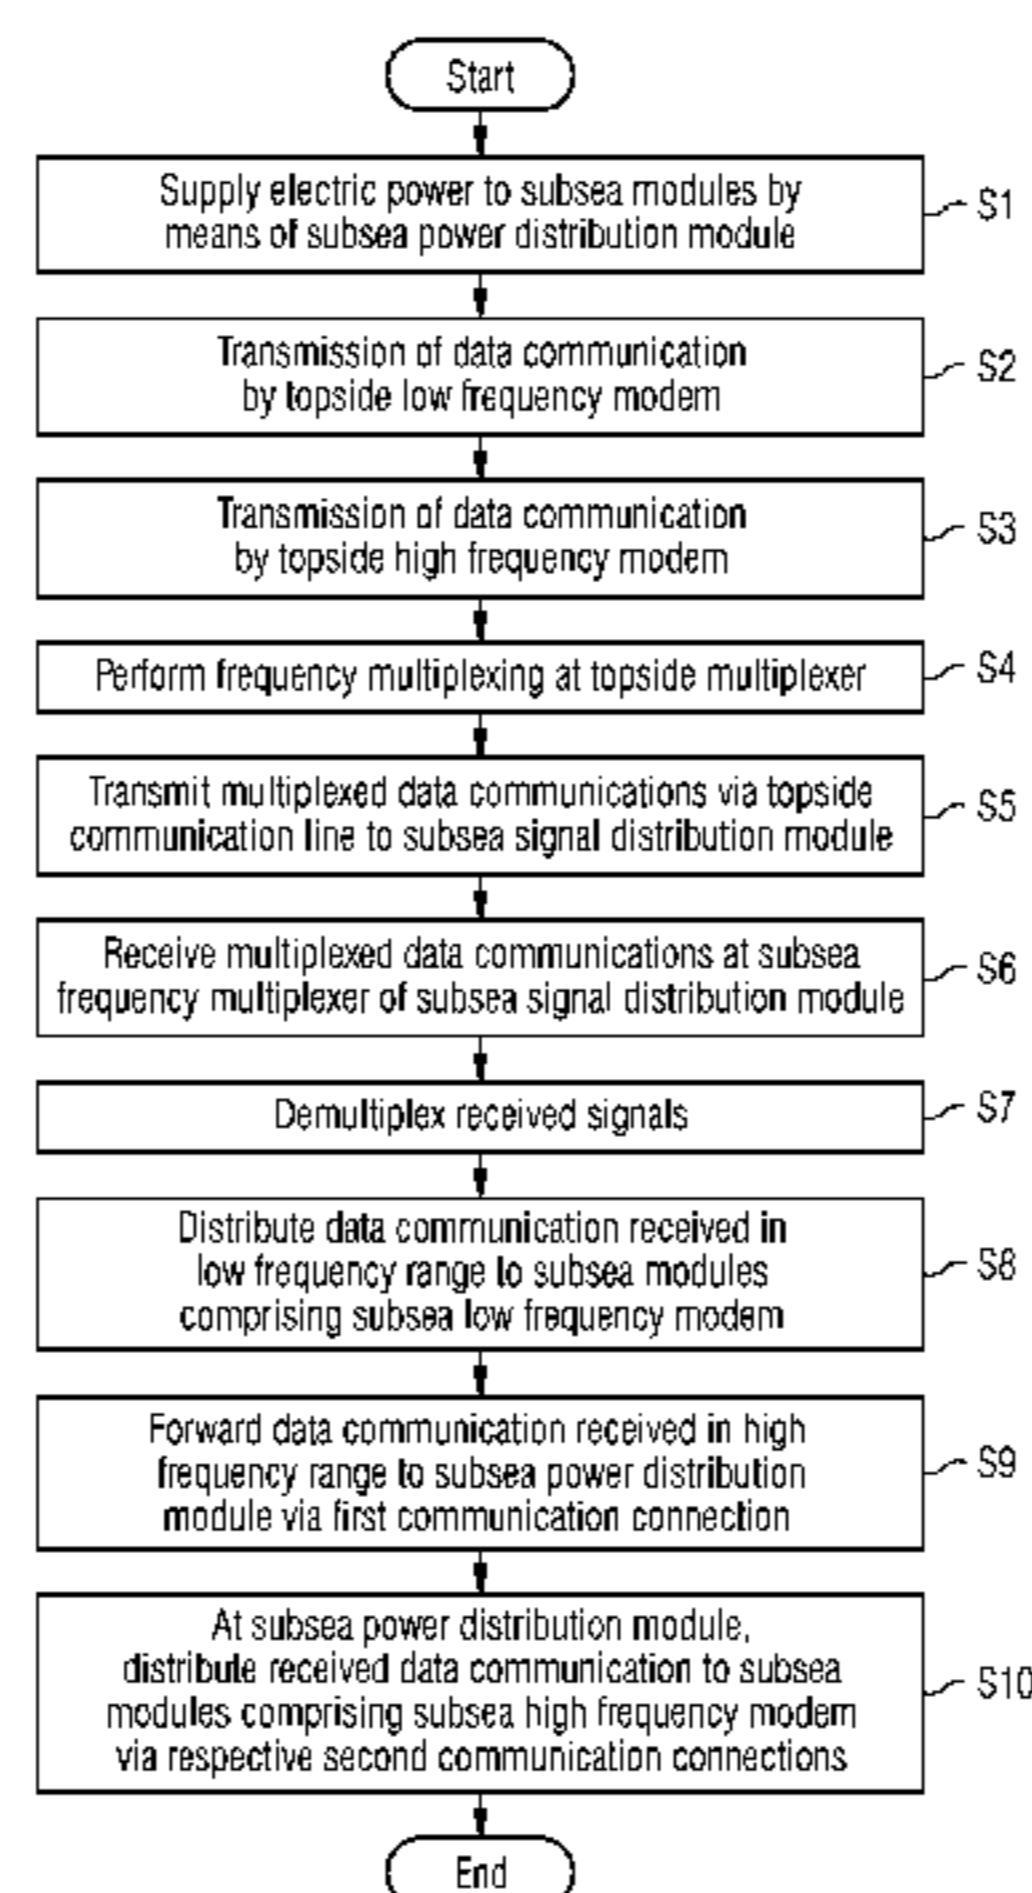 Start
Supply electric power to subsea modules by
means of subsea power distribution module
S1
Transmission of data communication
by topside low frequency modem
S2
Transmission of data communication
by topside high frequency modem
S3
Perform frequency multiplexing at topside multiplexer
S4
Transmit multiplexed data communications via topside
communication line to subsea signal distribution module
S5
Receive multiplexed data communications at subsea
frequency multiplexer of subsea signal distribution module
S6
Demultiplex received signals
S7
Distribute data communication received in
low frequency range to subsea modules
comprising subsea low frequency modem
S8
Forward data communication received in high
frequency range to subsea power distribution
module via first communication connection
S9
At subsea power distribution module,
distribute received data communication to subsea
modules comprising subsea high frequency modem
via respective second communication connections
S10
End